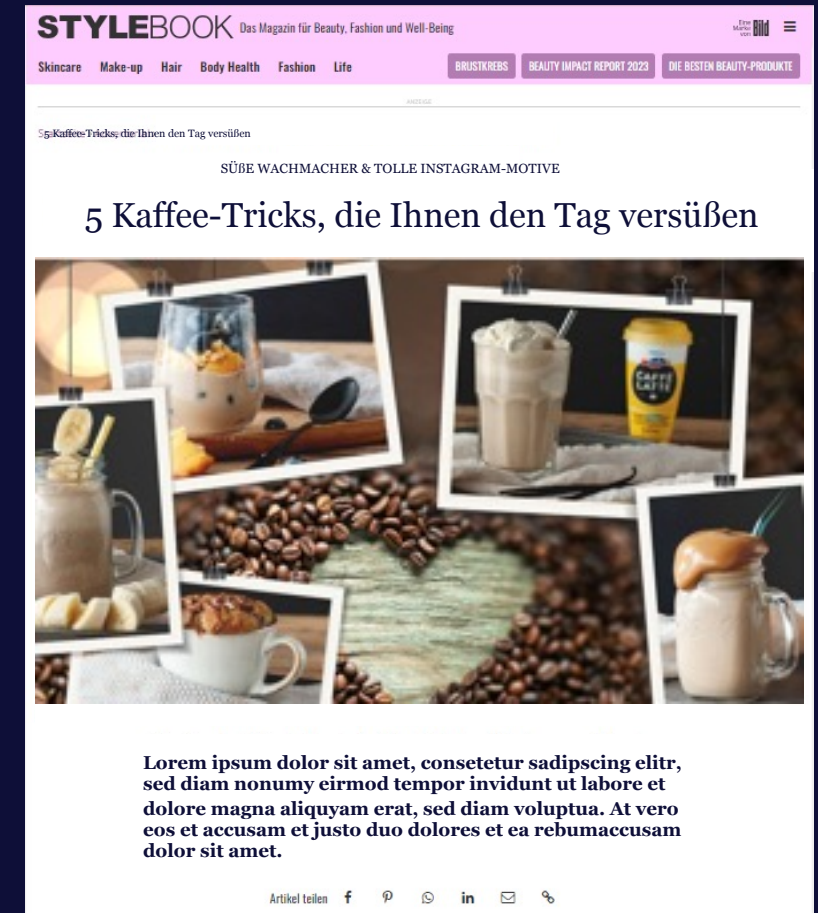 STYLEBOOK Das Magazin für Beauty, Fashion und Well-Being
Eine Marke von Bild
Skincare Make-up Hair Body Health Fashion Life
BRUSTKREBS BEAUTY IMPACT REPORT 2023 DIE BESTEN BEAUTY-PRODUKTE
ANZEIGE
5 Kaffee-Tricks, die Ihnen den Tag versüßen
SÜßE WACHMACHER & TOLLE INSTAGRAM-MOTIVE
5 Kaffee-Tricks, die Ihnen den Tag versüßen
CAFFÈ
LATTE
Lorem ipsum dolor sit amet, consetetur sadipscing elitr,
sed diam nonumy eirmod tempor invidunt ut labore et
dolore magna aliquyam erat, sed diam voluptua. At vero
eos et accusam et justo duo dolores et ea rebumaccusam
dolor sit amet.
Artikel teilen